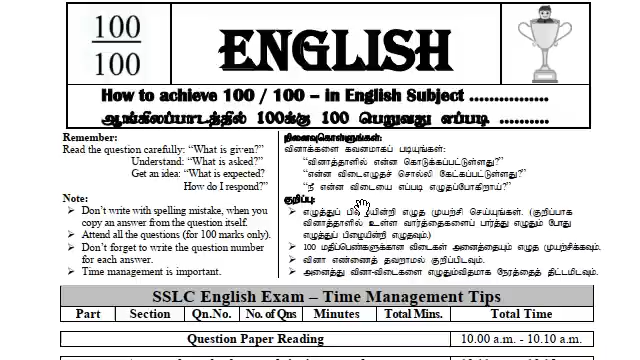 100
100
ENGLISH
How to achieve 100 / 100 – in English Subject ................
ஆங்கிலப்பாடத்தில் 100க்கு 100 பெறுவது எப்படி ..........
Remember:
Read the question carefully: “What is given?”
Understand: “What is asked?”
Get an idea: “What is expected?
How do I respond?”
Note:
➢ Don’t write with spelling mistake, when you
copy an answer from the question itself.
➢ Attend all the questions (for 100 marks only).
➢ Don’t forget to write the question number
for each answer.
➢ Time management is important.
நினைவுகொள்ளுங்கள்:
வினாக்களை கவனமாகப் படியுங்கள்:
“வினாத்தாளில் என்ன கொடுக்கப்பட்டுள்ளது?”
“என்ன விடைஎழுதச் சொல்லி கேட்கப்பட்டுள்ளது?”
“நீ என்ன விடையை எப்படி எழுதப்போகிறாய்?”
குறிப்பு:
➢ எழுத்துப் பிழையின்றி எழுத முயற்சி செய்யுங்கள். (குறிப்பாக
வினாத்தாளில் உள்ள வார்த்தைகளைப் பார்த்து எழுதும் போது
எழுத்துப் பிழையின்றி எழுதவும்.)
➢ 100 மதிப்பெண்களுக்கான விடைகள் அனைத்தையும் எழுத முயற்சிக்கவும்.
➢ வினா எண்ணைத் தவறாமல் குறிப்பிடவும்.
➢ அனைத்து வினா-விடைகளை எழுதும்விதமாக நேரத்தைத் திட்டமிடவும்.
SSLC English Exam – Time Management Tips
Part Section Qn.No. No. of Qns Minutes Total Mins. Total Time
Question Paper Reading 10.00 a.m. - 10.10 a.m.